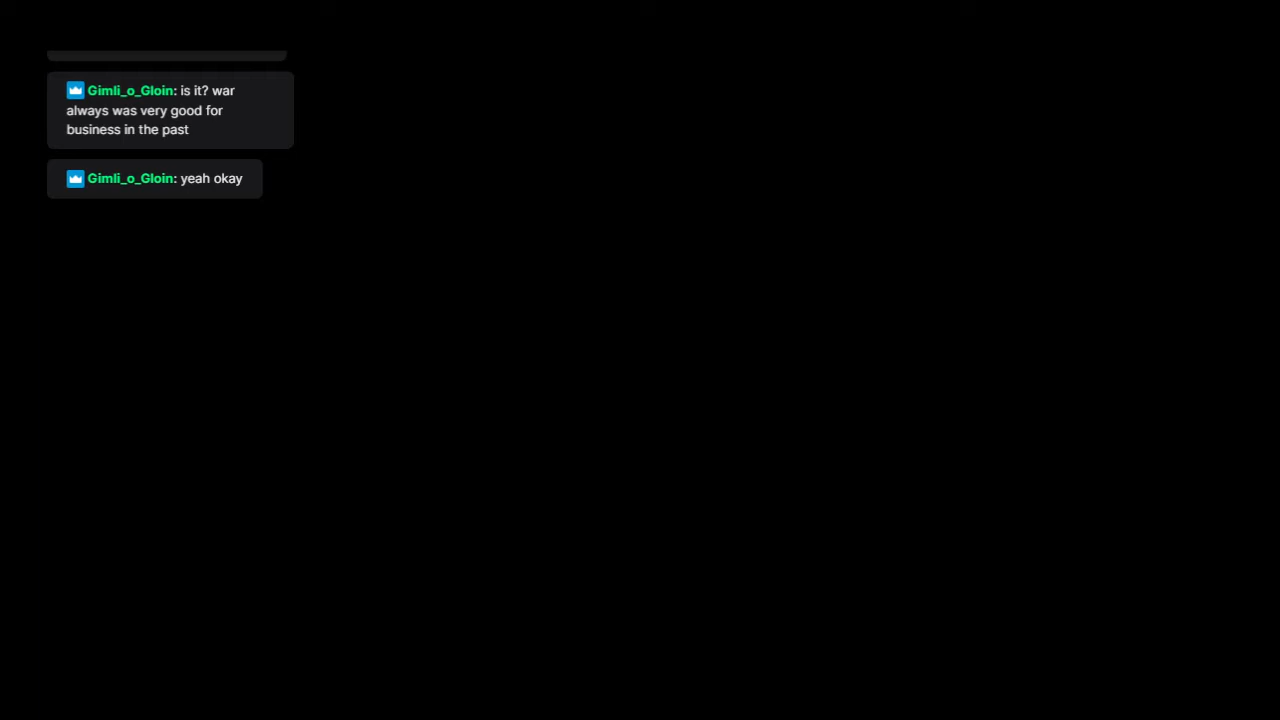 Gimli_o_Gloin: is it? war
always was very good for
business in the past
Gimli_o_Gloin: yeah okay